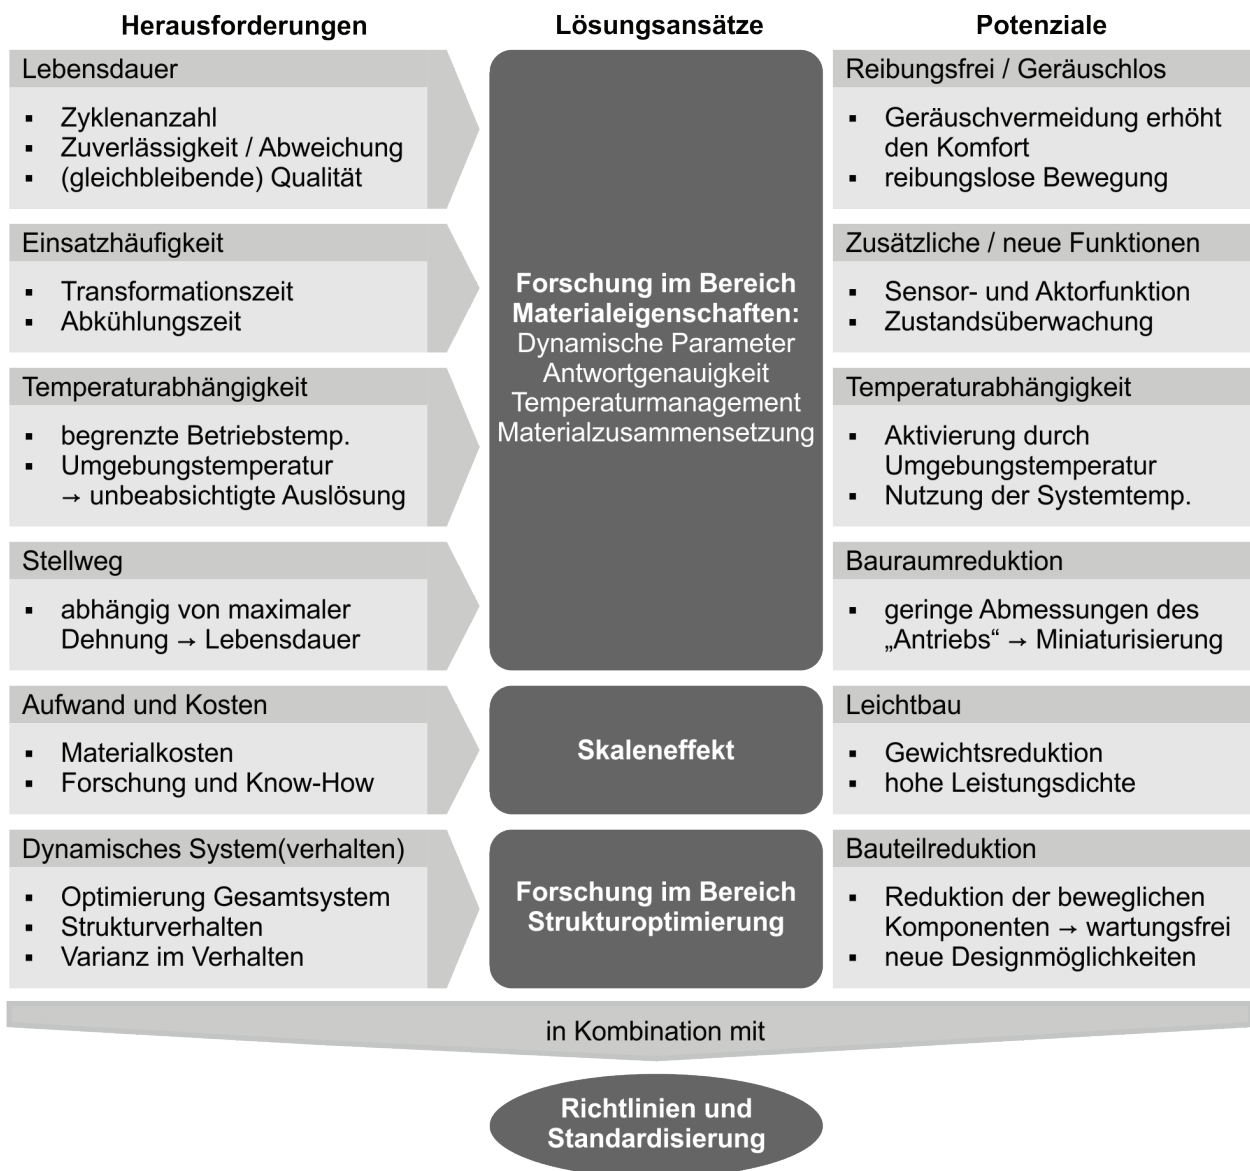 Herausforderungen
Lebensdauer
▪ Zyklenanzahl
▪ Zuverlässigkeit / Abweichung
▪ (gleichbleibende) Qualität
Einsatzhäufigkeit
▪ Transformationszeit
▪ Abkühlungszeit
Temperaturabhängigkeit
▪ begrenzte Betriebstemp.
▪ Umgebungstemperatur
→ unbeabsichtigte Auslösung
Stellweg
▪ abhängig von maximaler
Dehnung → Lebensdauer
Aufwand und Kosten
▪ Materialkosten
▪ Forschung und Know-How
Dynamisches System(verhalten)
▪ Optimierung Gesamtsystem
▪ Strukturverhalten
▪ Varianz im Verhalten
Lösungsansätze
Forschung im Bereich
Materialeigenschaften:
Dynamische Parameter
Antwortgenauigkeit
Temperaturmanagement
Materialzusammensetzung
Skaleneffekt
Forschung im Bereich
Strukturoptimierung
Potenziale
Reibungsfrei / Geräuschlos
▪ Geräuschvermeidung erhöht
den Komfort
▪ reibungslose Bewegung
Zusätzliche / neue Funktionen
▪ Sensor- und Aktorfunktion
▪ Zustandsüberwachung
Temperaturabhängigkeit
▪ Aktivierung durch
Umgebungstemperatur
▪ Nutzung der Systemtemp.
Bauraumreduktion
▪ geringe Abmessungen des
„Antriebs“ → Miniaturisierung
Leichtbau
▪ Gewichtsreduktion
▪ hohe Leistungsdichte
Bauteilreduktion
▪ Reduktion der beweglichen
Komponenten → wartungsfrei
▪ neue Designmöglichkeiten
in Kombination mit
Richtlinien und
Standardisierung